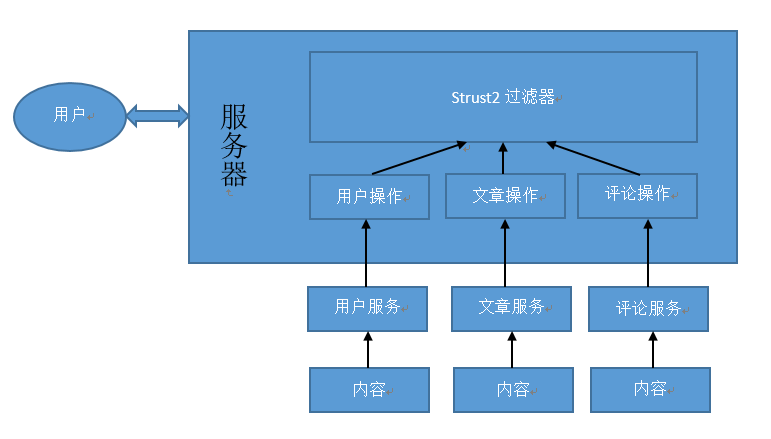 Strust2 过滤器
用户
服务器
用户操作
文章操作
评论操作
用户服务
文章服务
评论服务
内容
内容
内容